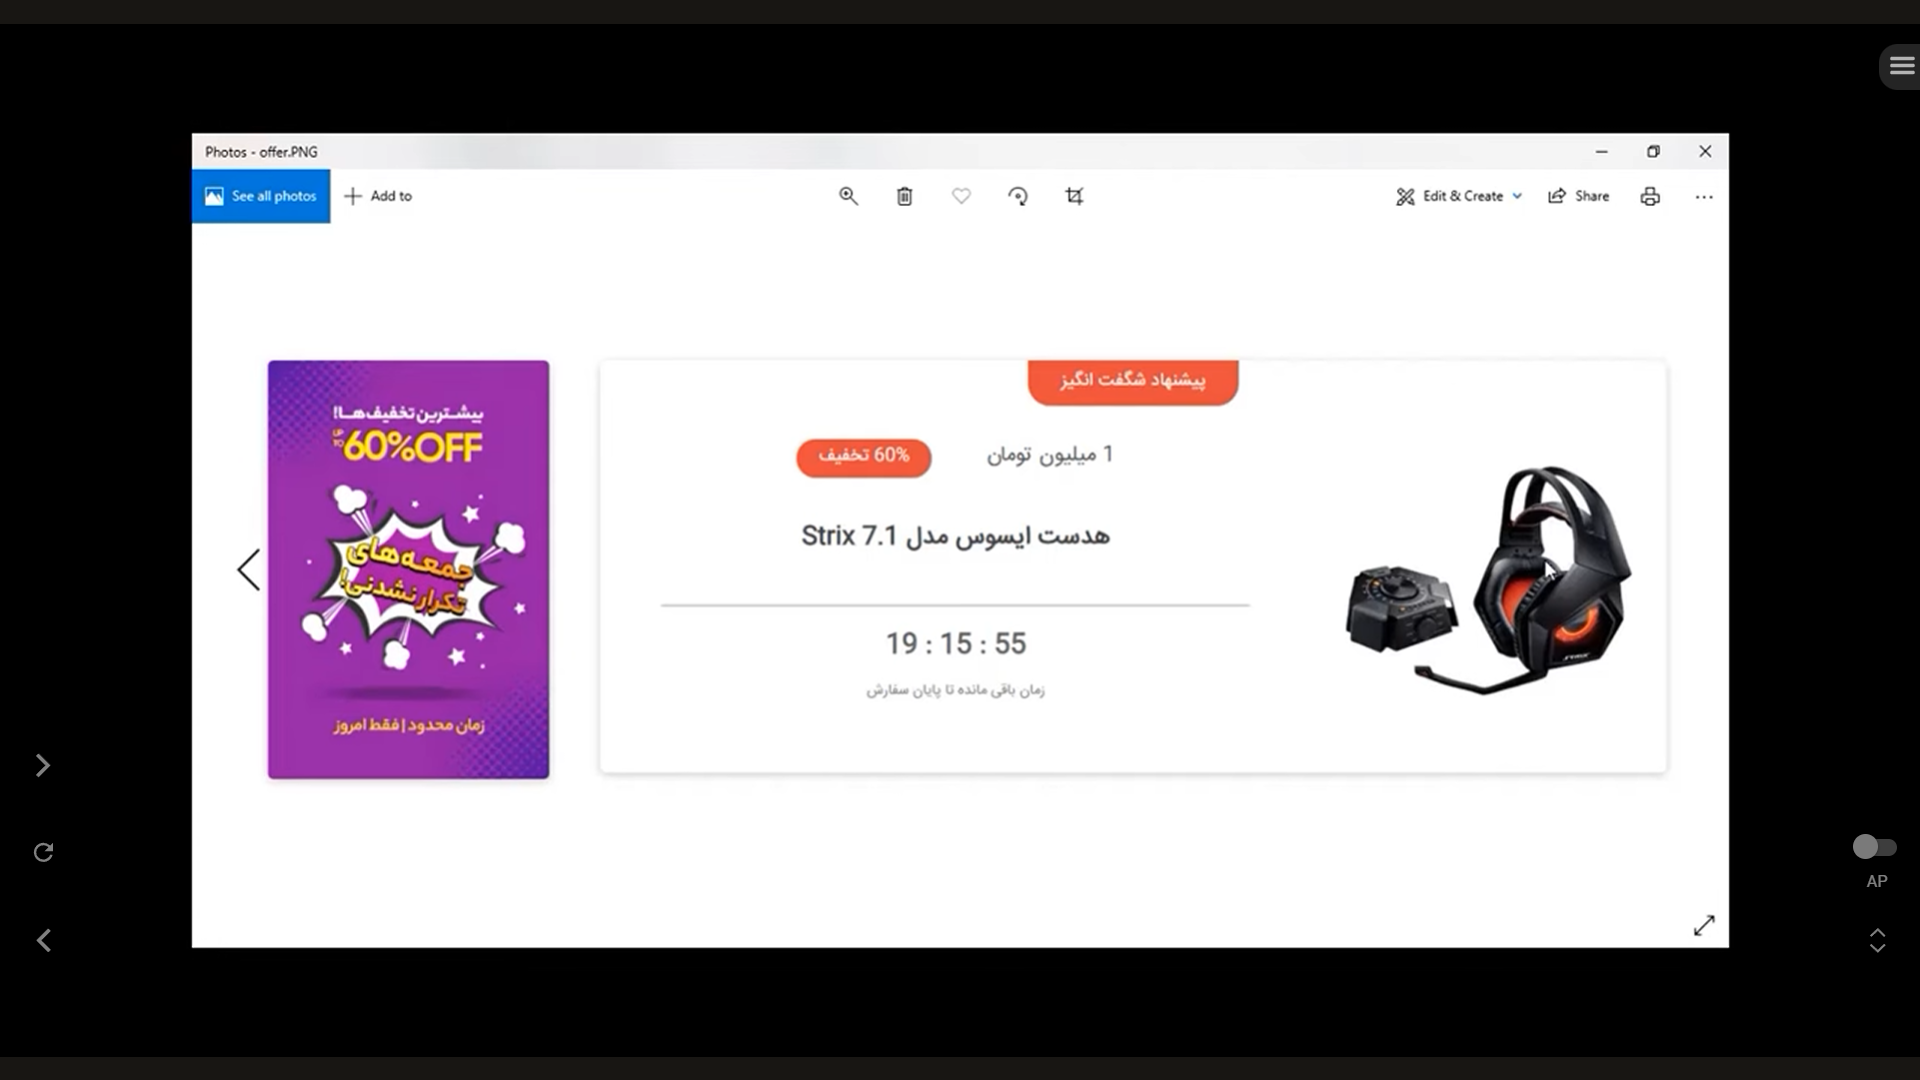 Photos - offer.PNG
See all photos
Add to
Edit & Create
Share
بیشترین تخفیف‌ها!
UP TO 60%OFF
جمعه‌های
تکرارنشدنی!
زمان محدود | فقط امروز
پیشنهاد شگفت انگیز
1 میلیون تومان
60% تخفیف
هدست ایسوس مدل Strix 7.1
19 : 15 : 55
زمان باقی مانده تا پایان سفارش
AP